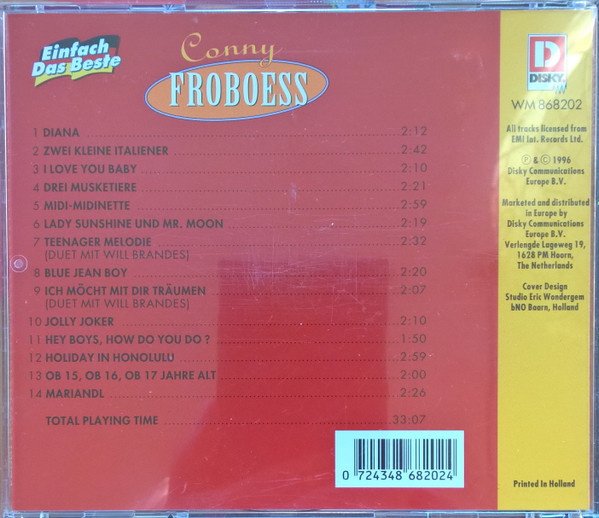 Einfach
Das Beste
Conny
FROBOESS
1 DIANA 2:12
2 ZWEI KLEINE ITALIENER 2:42
3 I LOVE YOU BABY 2:10
4 DREI MUSKETIERE 2:21
5 MIDI-MIDINETTE 2:59
6 LADY SUNSHINE UND MR. MOON 2:19
7 TEENAGER MELODIE 2:32
(DUET MIT WILL BRANDES)
8 BLUE JEAN BOY 2:20
9 ICH MÖCHT MIT DIR TRÄUMEN 2:07
(DUET MIT WILL BRANDES)
10 JOLLY JOKER 2:10
11 HEY BOYS, HOW DO YOU DO ? 1:50
12 HOLIDAY IN HONOLULU 2:59
13 OB 15, OB 16, OB 17 JAHRE ALT 2:00
14 MARIANDL 2:26
TOTAL PLAYING TIME 33:07
0 724348 682024
D
DISKY
WM 868202
All tracks licensed from
EMI Int. Records Ltd.
℗ & © 1996
Disky Communications
Europe B.V.
Marketed and distributed
in Europe by
Disky Communications
Europe B.V.
Verlengde Lageweg 19,
1628 PM Hoorn,
The Netherlands
Cover Design
Studio Eric Wondergem
bNO Baarn, Holland
Printed In Holland